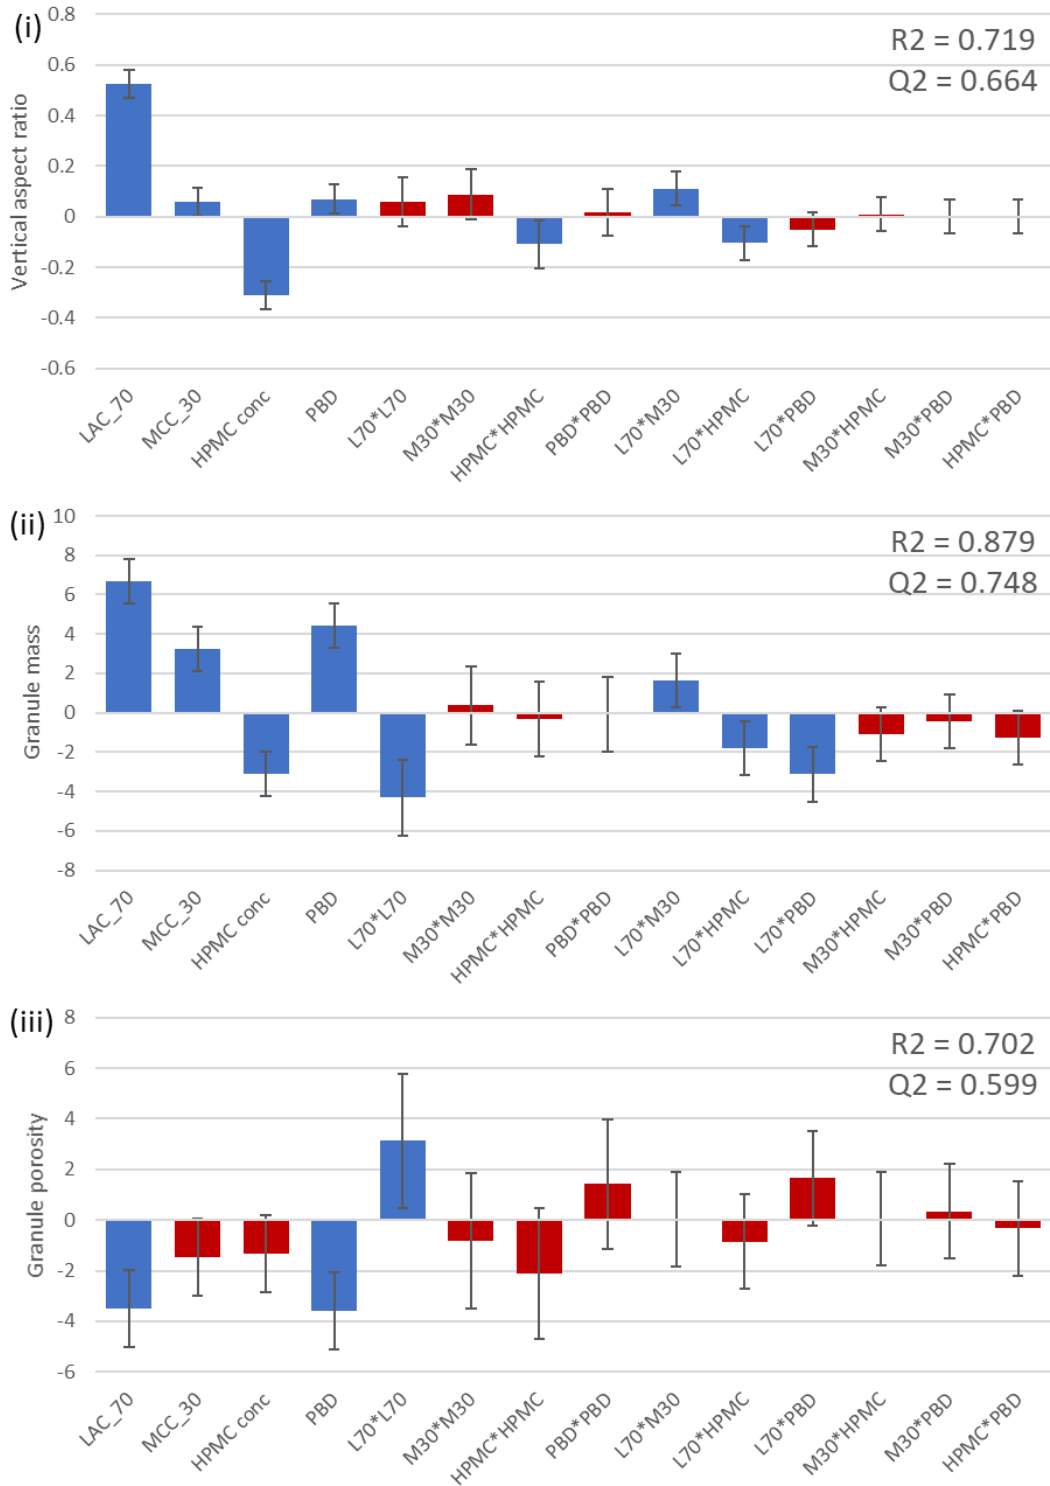 (i)
R2 = 0.719
Q2 = 0.664
Vertical aspect ratio
0.8
0.6
0.4
0.2
0
-0.2
-0.4
-0.6
LAC_70
MCC_30
HPMC conc
PBD
L70*L70
M30*M30
HPMC*HPMC
PBD*PBD
L70*M30
L70*HPMC
L70*PBD
M30*HPMC
M30*PBD
HPMC*PBD
(ii)
R2 = 0.879
Q2 = 0.748
Granule mass
10
8
6
4
2
0
-2
-4
-6
-8
LAC_70
MCC_30
HPMC conc
PBD
L70*L70
M30*M30
HPMC*HPMC
PBD*PBD
L70*M30
L70*HPMC
L70*PBD
M30*HPMC
M30*PBD
HPMC*PBD
(iii)
R2 = 0.702
Q2 = 0.599
Granule porosity
8
6
4
2
0
-2
-4
-6
LAC_70
MCC_30
HPMC conc
PBD
L70*L70
M30*M30
HPMC*HPMC
PBD*PBD
L70*M30
L70*HPMC
L70*PBD
M30*HPMC
M30*PBD
HPMC*PBD